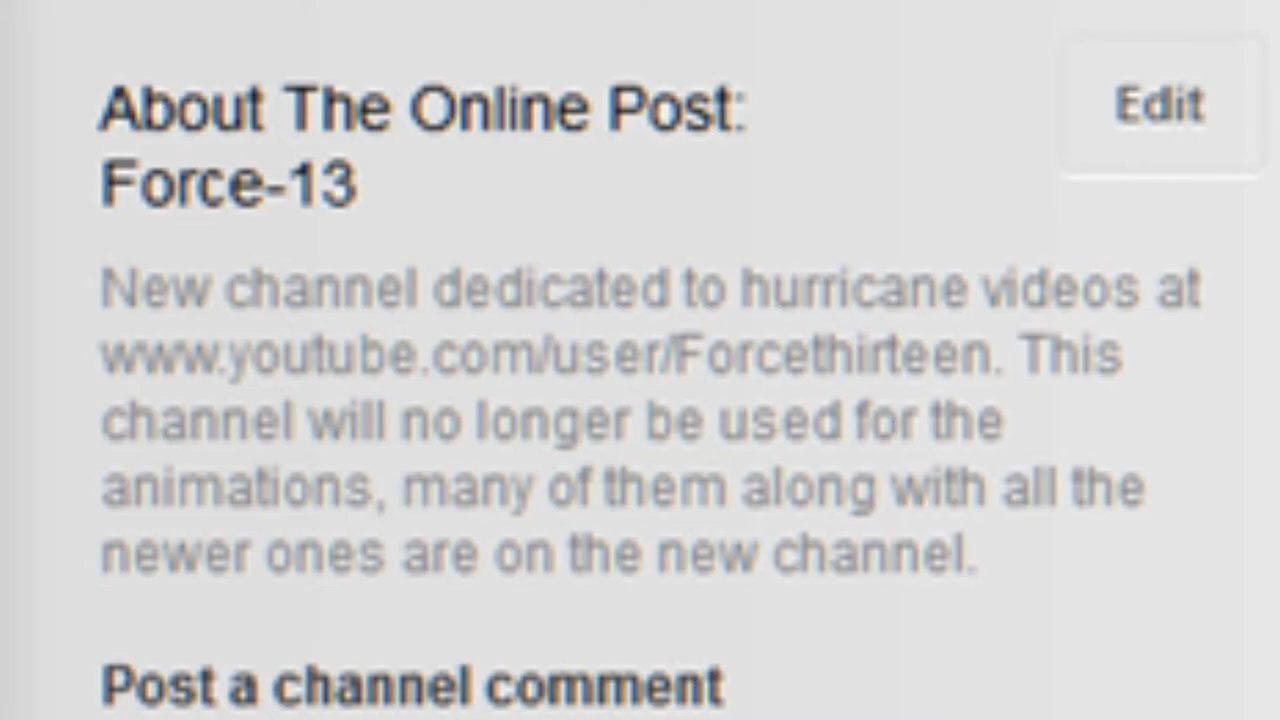 About The Online Post:
Force-13
Edit
New channel dedicated to hurricane videos at
www.youtube.com/user/Forcethirteen. This
channel will no longer be used for the
animations, many of them along with all the
newer ones are on the new channel.
Post a channel comment